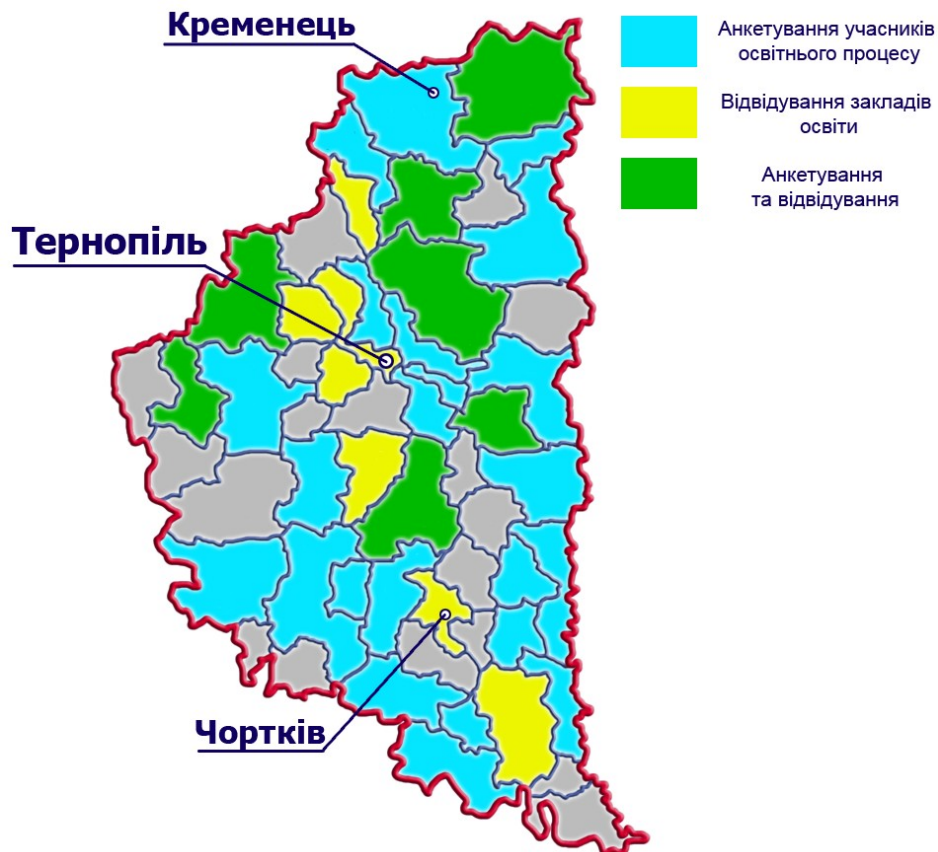 Кременець
Анкетування учасників
освітнього процесу
Відвідування закладів
освіти
Анкетування
та відвідування
Тернопіль
Чортків